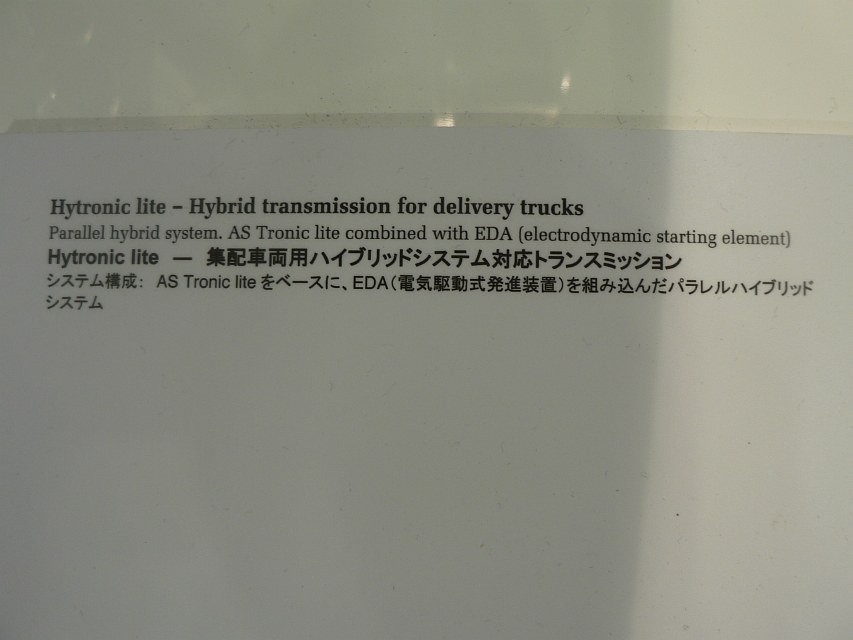 Hytronic lite – Hybrid transmission for delivery trucks
Parallel hybrid system. AS Tronic lite combined with EDA (electrodynamic starting element)
Hytronic lite — 集配車両用ハイブリッドシステム対応トランスミッション
システム構成: AS Tronic lite をベースに、EDA(電気駆動式発進装置)を組み込んだパラレルハイブリッド
システム